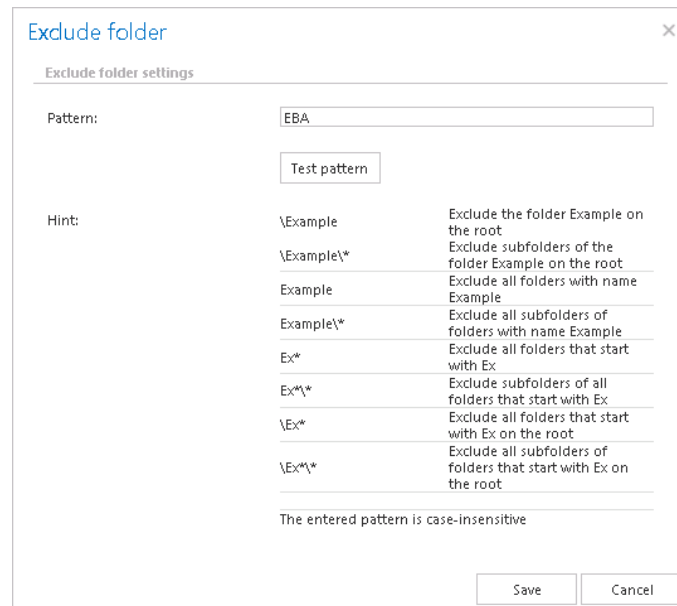 Exclude folder
Exclude folder settings
Pattern:
EBA
Test pattern
Hint:
\Example
Exclude the folder Example on
the root
\Example\*
Exclude subfolders of the
folder Example on the root
Example
Exclude all folders with name
Example
Example\*
Exclude all subfolders of
folders with name Example
Ex*
Exclude all folders that start
with Ex
Ex*\*
Exclude subfolders of all
folders that start with Ex
\Ex*
Exclude all folders that start
with Ex on the root
\Ex*\*
Exclude all subfolders of
folders that start with Ex on
the root
The entered pattern is case-insensitive
Save
Cancel